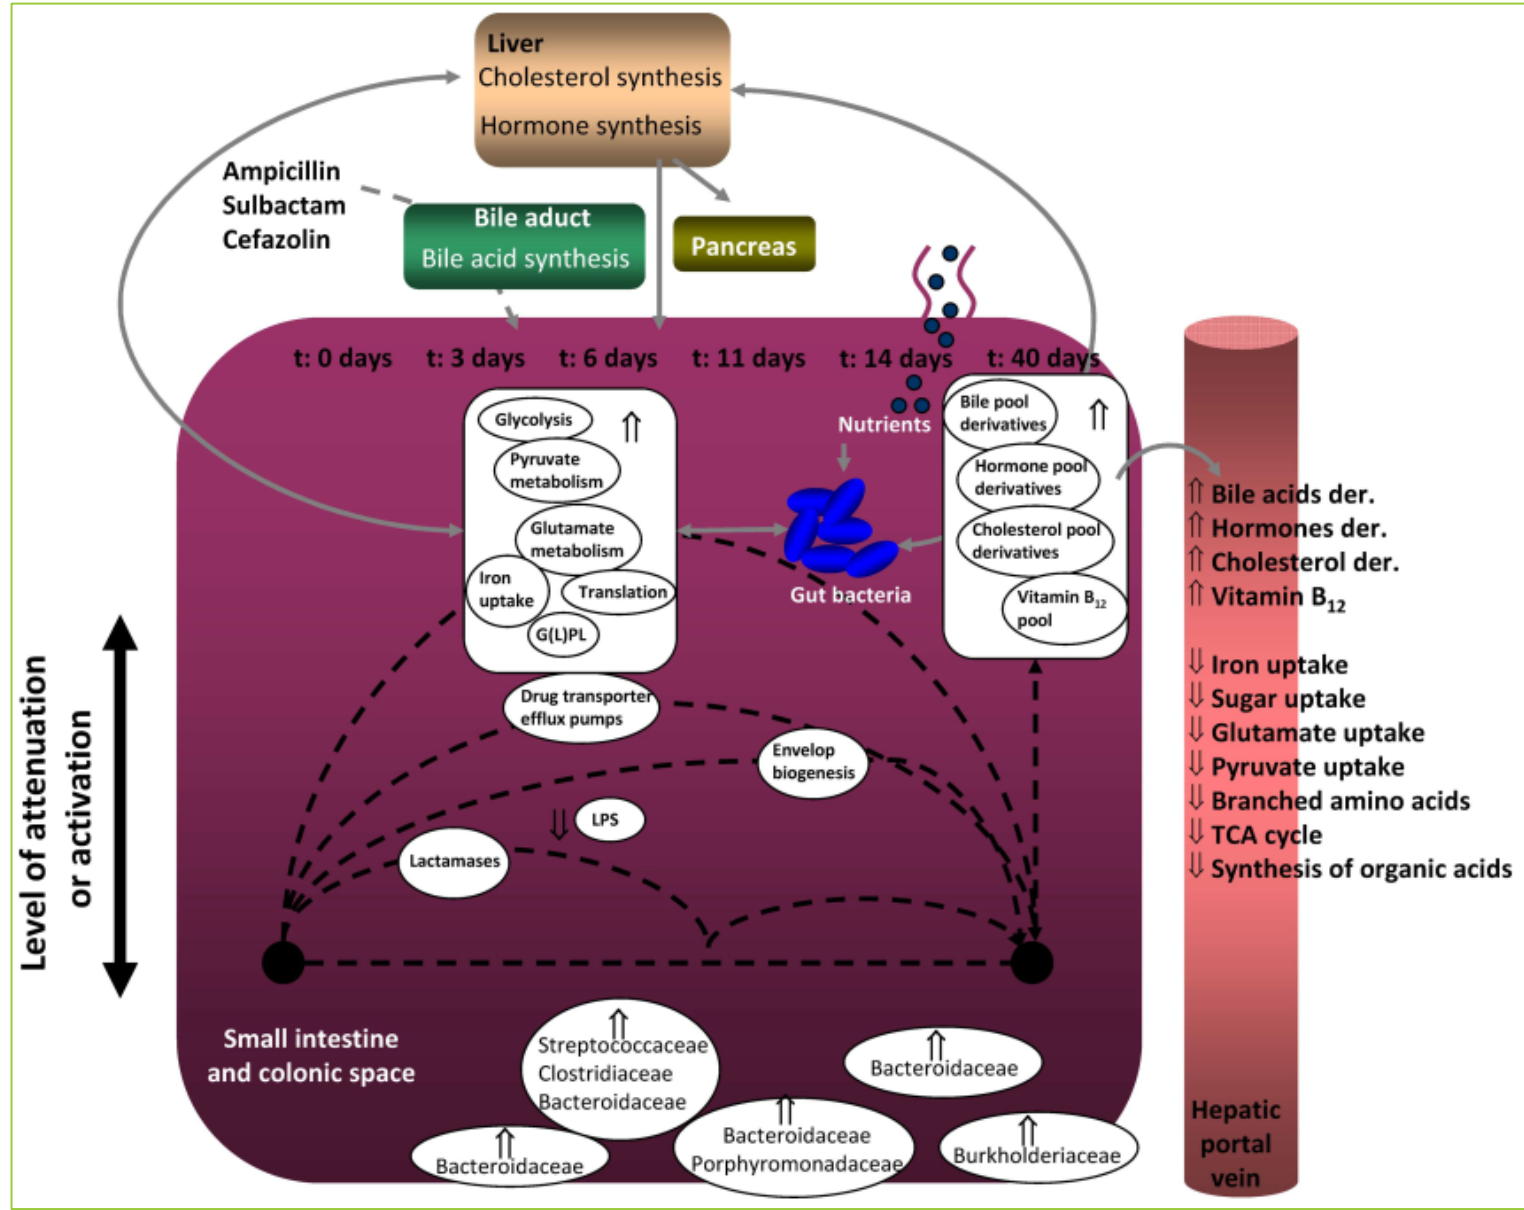 Liver
Cholesterol synthesis
Hormone synthesis
Ampicillin
Sulbactam
Cefazolin
Bile aduct
Bile acid synthesis
Pancreas
t: 0 days
t: 3 days
t: 6 days
t: 11 days
t: 14 days
t: 40 days
Glycolysis
⇑
Pyruvate
metabolism
Glutamate
metabolism
Iron
uptake
Translation
G(L)PL
Drug transporter
efflux pumps
Envelop
biogenesis
⇓ LPS
Lactamases
Nutrients
Gut bacteria
Bile pool
derivatives
⇑
Hormone pool
derivatives
Cholesterol pool
derivatives
Vitamin B12
pool
⇑ Bile acids der.
⇑ Hormones der.
⇑ Cholesterol der.
⇑ Vitamin B12
⇓ Iron uptake
⇓ Sugar uptake
⇓ Glutamate uptake
⇓ Pyruvate uptake
⇓ Branched amino acids
⇓ TCA cycle
⇓ Synthesis of organic acids
Hepatic
portal
vein
Level of attenuation
or activation
Small intestine
and colonic space
⇑
Bacteroidaceae
⇑
Streptococcaceae
Clostridiaceae
Bacteroidaceae
⇑
Bacteroidaceae
Porphyromonadaceae
⇑
Bacteroidaceae
⇑
Burkholderiaceae